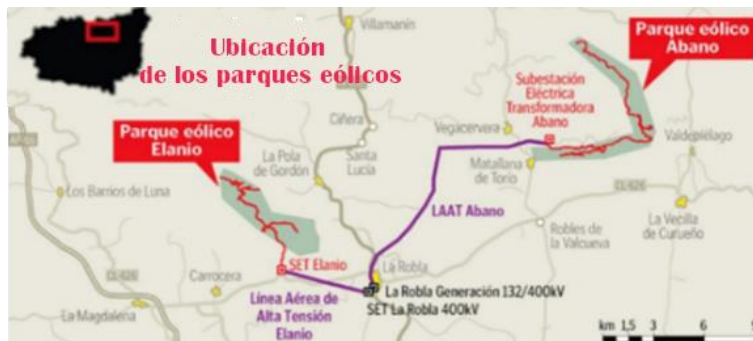 Ubicación
de los parques eólicos
Villamanín
Parque eólico
Abano
Subestación
Eléctrica
Transformadora
Abano
Ciñera
Vegacervera
Valdepiélago
Parque eólico
Elanio
La Pola
de Gordón
Santa
Lucía
Matallana
de Torío
CL-626
Los Barrios de Luna
LAAT Abano
La Vecilla
de Curueño
Robles de
la Valcueva
SET Elanio
La Robla
Carrocera
CL-626
La Robla Generación 132/400kV
SET La Robla 400kV
La Magdalena
Línea Aérea de
Alta Tensión
Elanio
km 1,5 3 6